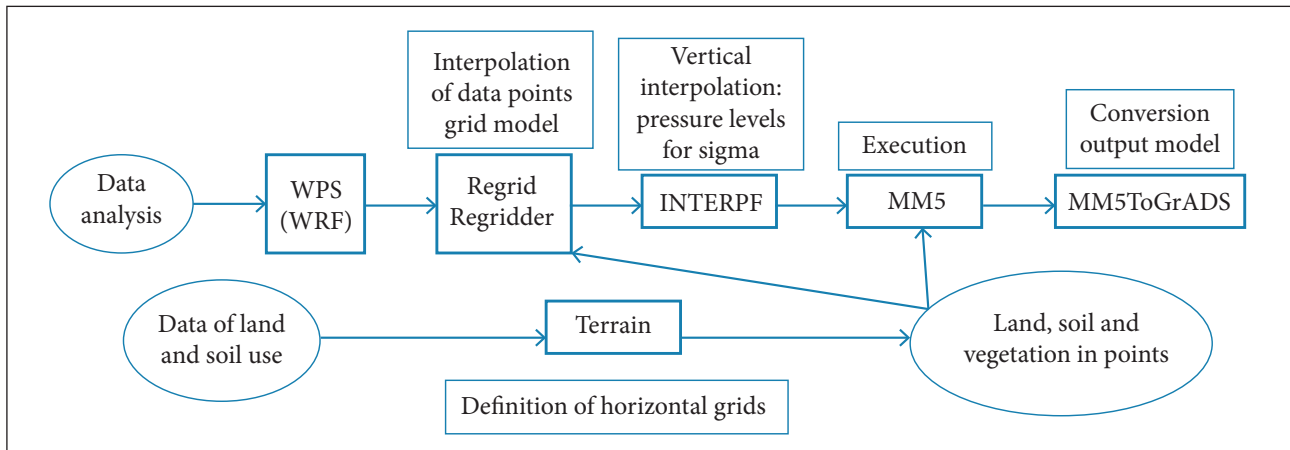 Interpolation
of data points
grid model
Vertical
interpolation:
pressure levels
for sigma
Execution
Conversion
output model
Data
analysis
WPS
(WRF)
Regrid
Regridder
INTERPF
MM5
MM5ToGrADS
Data of land
and soil use
Terrain
Land, soil and
vegetation in points
Definition of horizontal grids